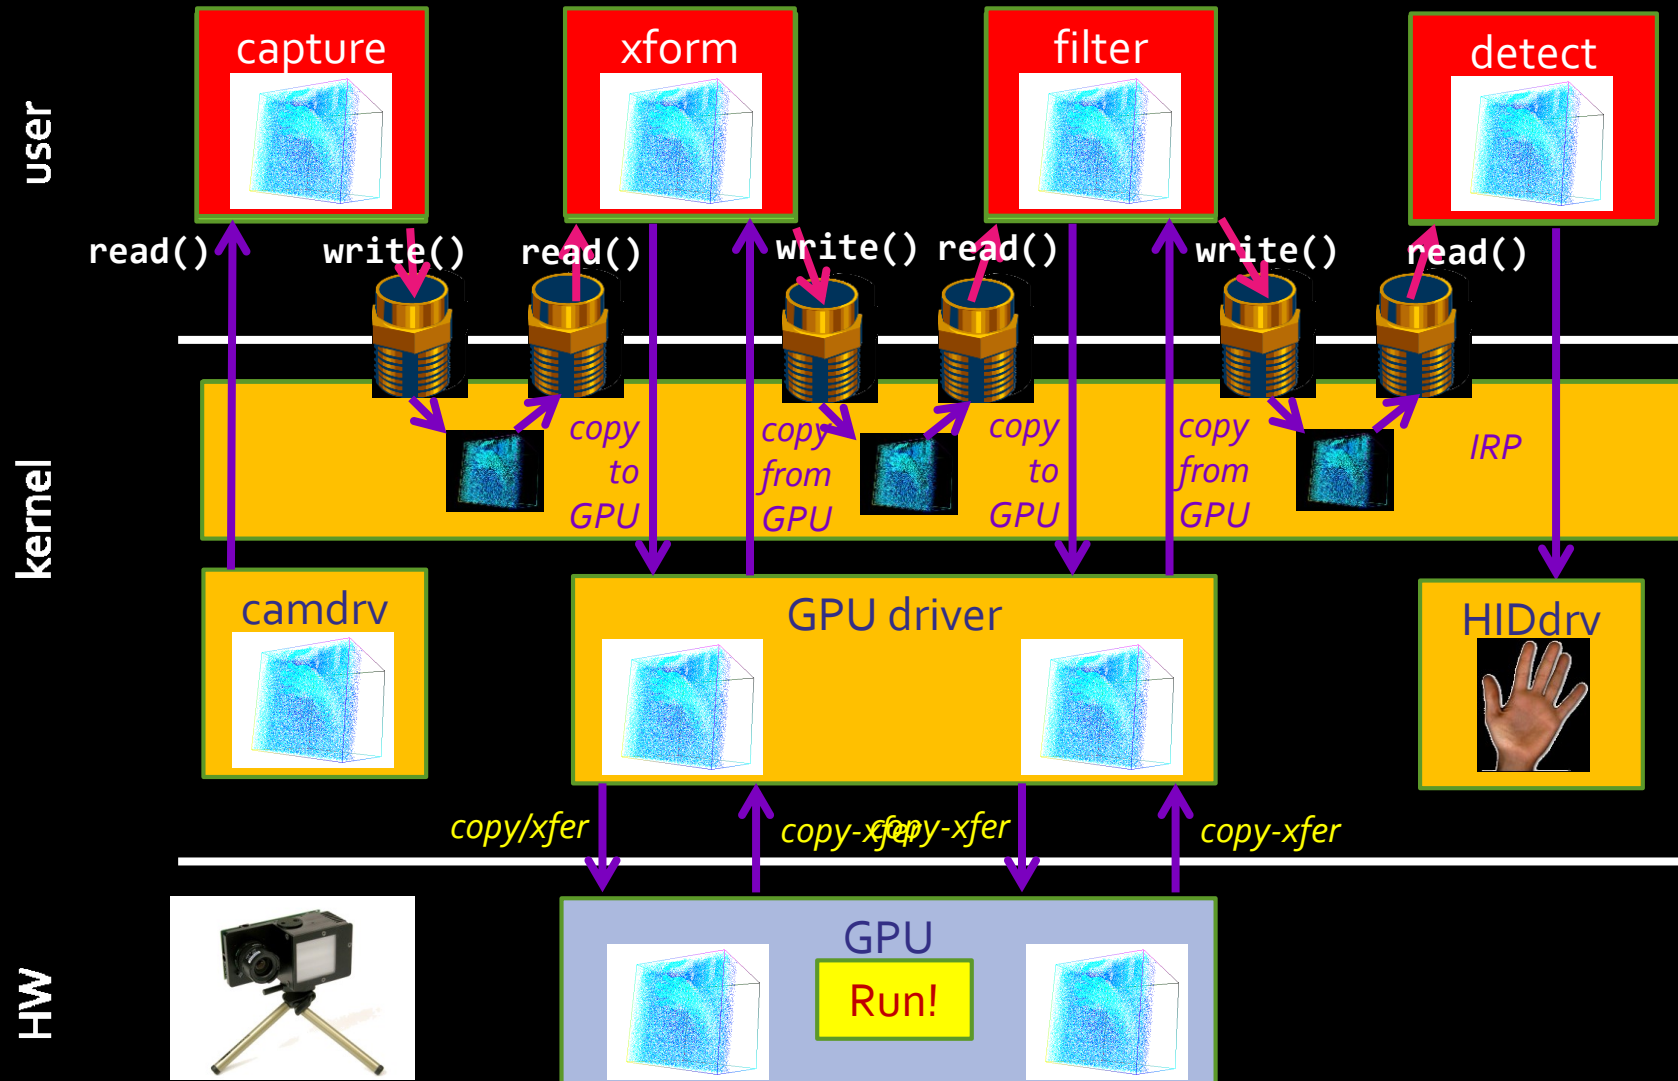 user
capture
xform
filter
detect
read()
write()
read()
write()
read()
write()
read()
kernel
copy
to
GPU
copy
from
GPU
copy
to
GPU
copy
from
GPU
IRP
camdrv
GPU driver
HIDdrv
copy/xfer
copy-xfer
copy-xfer
copy-xfer
HW
GPU
Run!